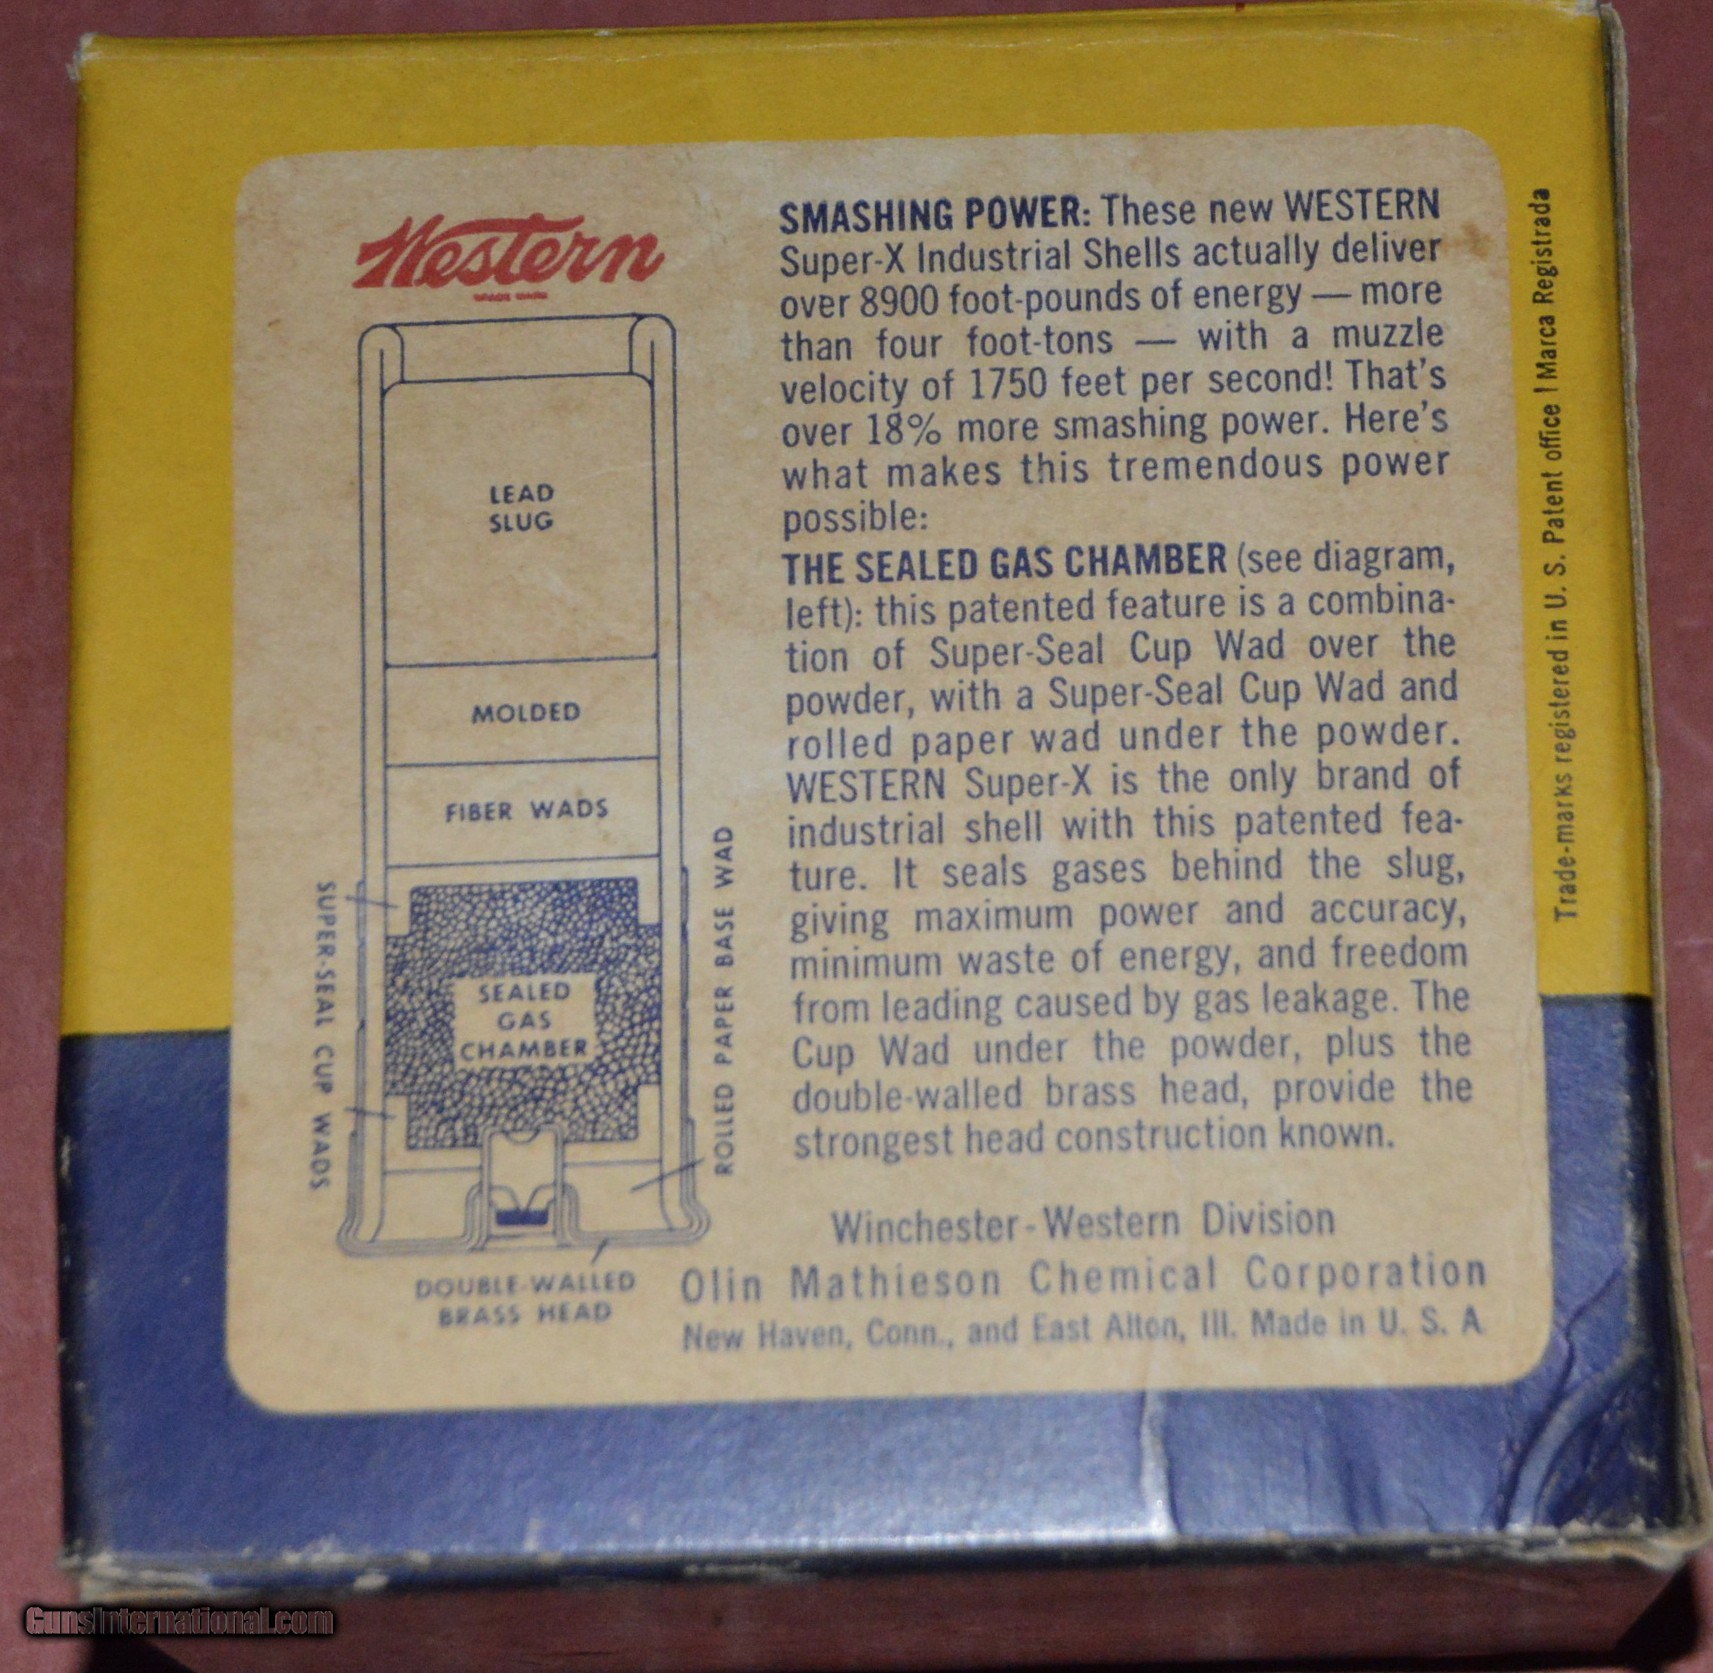 Western
TRADE MARK
LEAD
SLUG
MOLDED
FIBER WADS
SEALED
GAS
CHAMBER
SUPER-SEAL CUP WADS
ROLLED PAPER BASE WAD
DOUBLE-WALLED
BRASS HEAD
SMASHING POWER: These new WESTERN
Super-X Industrial Shells actually deliver
over 8900 foot-pounds of energy — more
than four foot-tons — with a muzzle
velocity of 1750 feet per second! That's
over 18% more smashing power. Here's
what makes this tremendous power
possible:
THE SEALED GAS CHAMBER (see diagram,
left): this patented feature is a combina-
tion of Super-Seal Cup Wad over the
powder, with a Super-Seal Cup Wad and
rolled paper wad under the powder.
WESTERN Super-X is the only brand of
industrial shell with this patented fea-
ture. It seals gases behind the slug,
giving maximum power and accuracy,
minimum waste of energy, and freedom
from leading caused by gas leakage. The
Cup Wad under the powder, plus the
double-walled brass head, provide the
strongest head construction known.
Winchester-Western Division
Olin Mathieson Chemical Corporation
New Haven, Conn., and East Alton, Ill. Made in U. S. A
Trade-marks registered in U. S. Patent office | Marca Registrada
GunsInternational.com